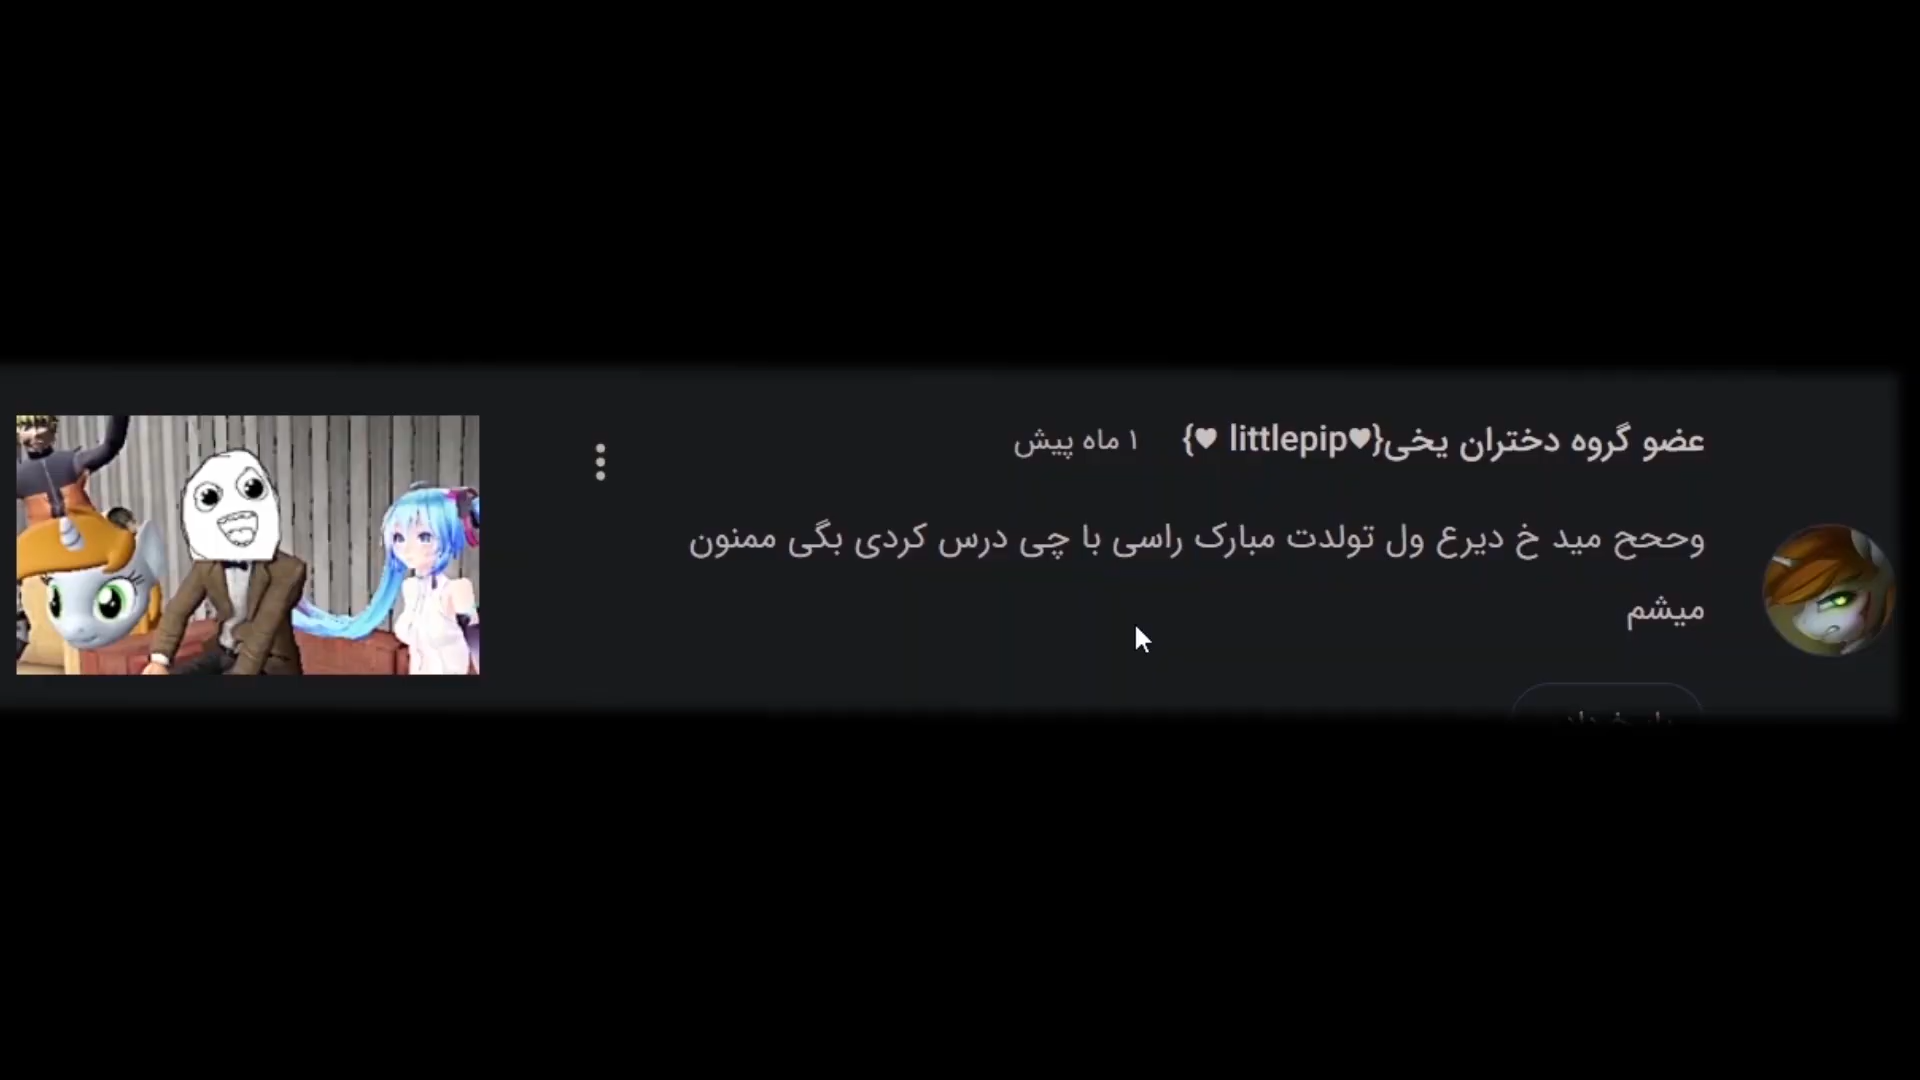 عضو گروه دختران یخی{♥littlepip ♥} ۱ ماه پیش
وححح مید خ دیرع ول تولدت مبارک راسی با چی درس کردی بگی ممنون
میشم